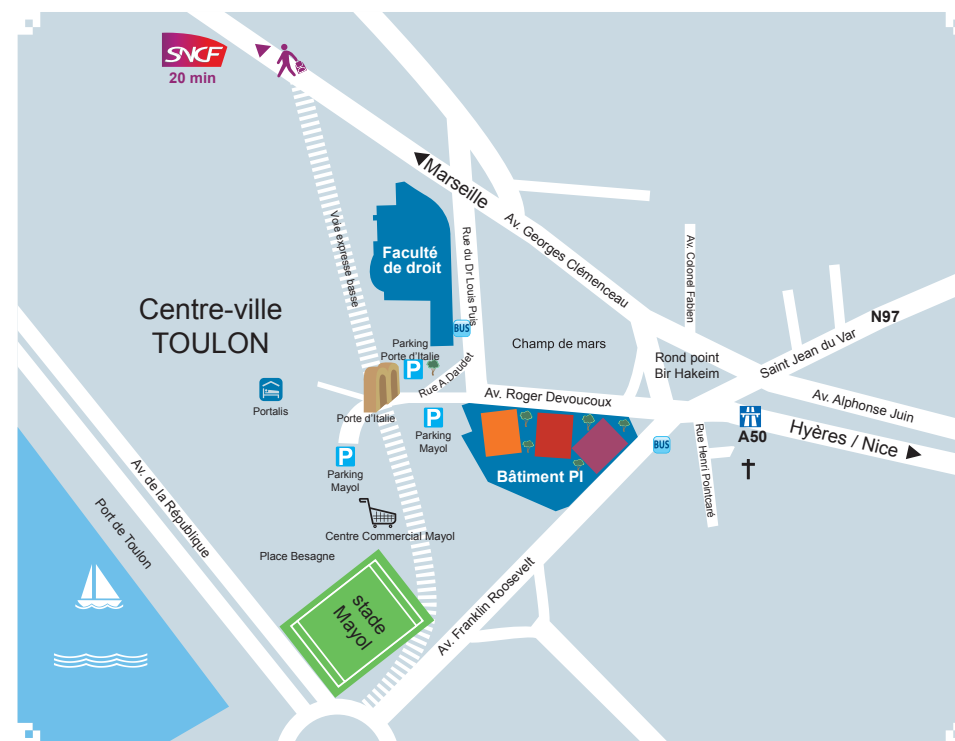 SNCF
20 min
Marseille
Voie expresse basse
Faculté
de droit
Rue du Dr Louis Puis
Av. Georges Clémenceau
Av. Colonel Fabien
Centre-ville
TOULON
BUS
N97
Champ de mars
Rond point
Bir Hakeim
Saint Jean du Var
Parking
Porte d'Italie
P
Rue A.Daudet
Portalis
Porte d'Italie
Av. Roger Devoucoux
Av. Alphonse Juin
P
Parking
Mayol
A50
Hyères / Nice
BUS
Rue Henri Pointcaré
P
Parking
Mayol
Bâtiment PI
Av. de la République
Port de Toulon
Centre Commercial Mayol
Place Besagne
stade
Mayol
Av. Franklin Roosevelt